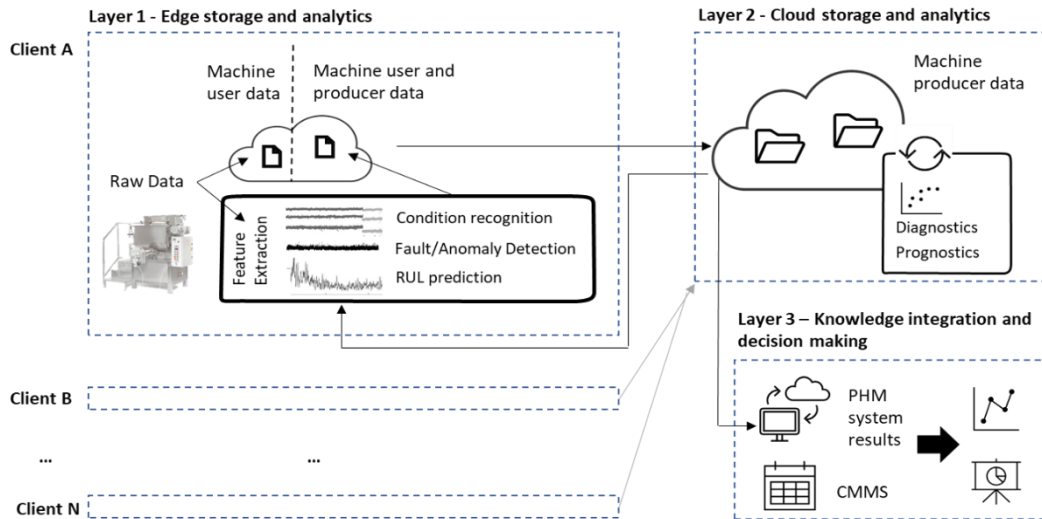 Layer 1 - Edge storage and analytics
Layer 2 - Cloud storage and analytics
Client A
Machine
user data
Machine user and
producer data
Machine
producer data
Raw Data
Feature
Extraction
Condition recognition
Fault/Anomaly Detection
RUL prediction
Diagnostics
Prognostics
Layer 3 – Knowledge integration and
decision making
Client B
PHM
system
results
...
...
CMMS
Client N